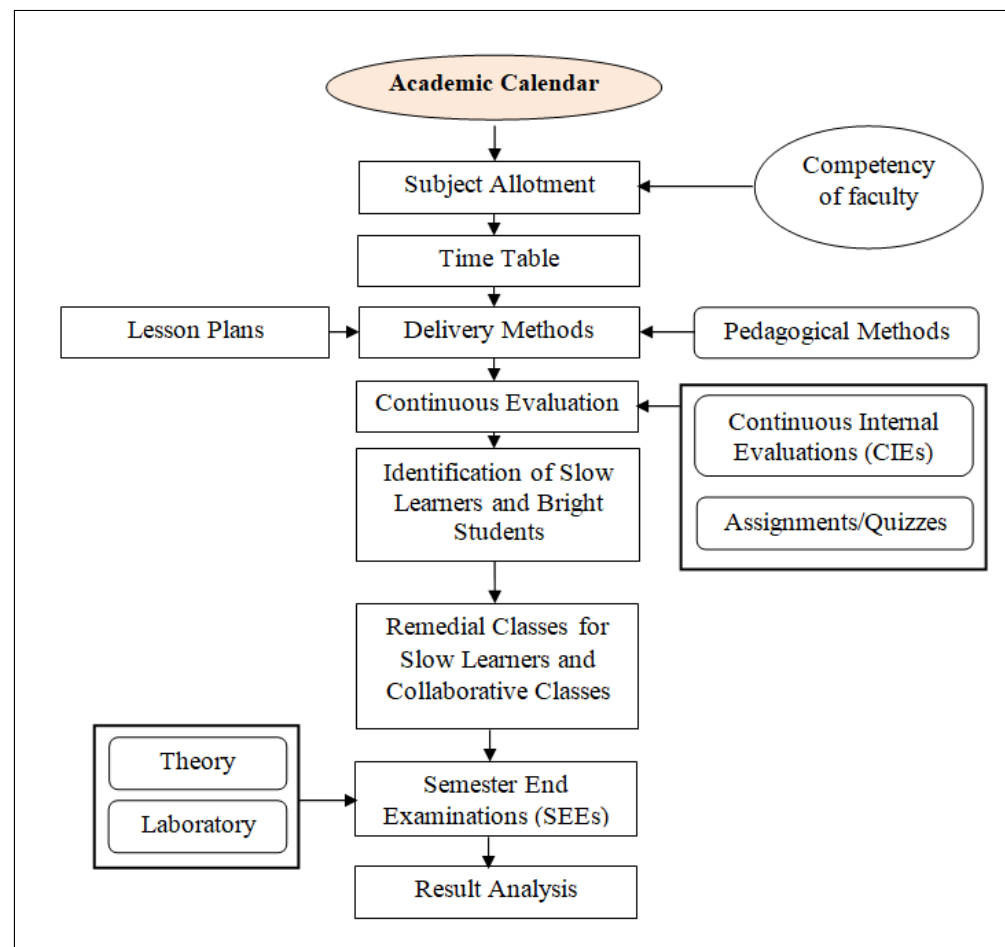 Academic Calendar
Subject Allotment
Competency
of faculty
Time Table
Lesson Plans
Delivery Methods
Pedagogical Methods
Continuous Evaluation
Continuous Internal
Evaluations (CIEs)
Assignments/Quizzes
Identification of Slow
Learners and Bright
Students
Remedial Classes for
Slow Learners and
Collaborative Classes
Theory
Laboratory
Semester End
Examinations (SEEs)
Result Analysis